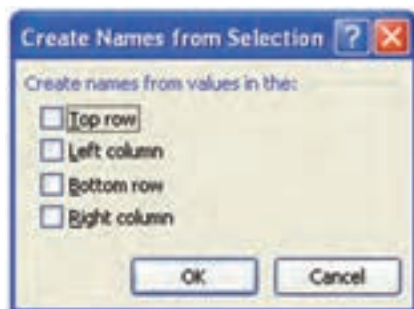 Create Names from Selection
Create names from values in the:
Top row
Left column
Bottom row
Right column
OK Cancel